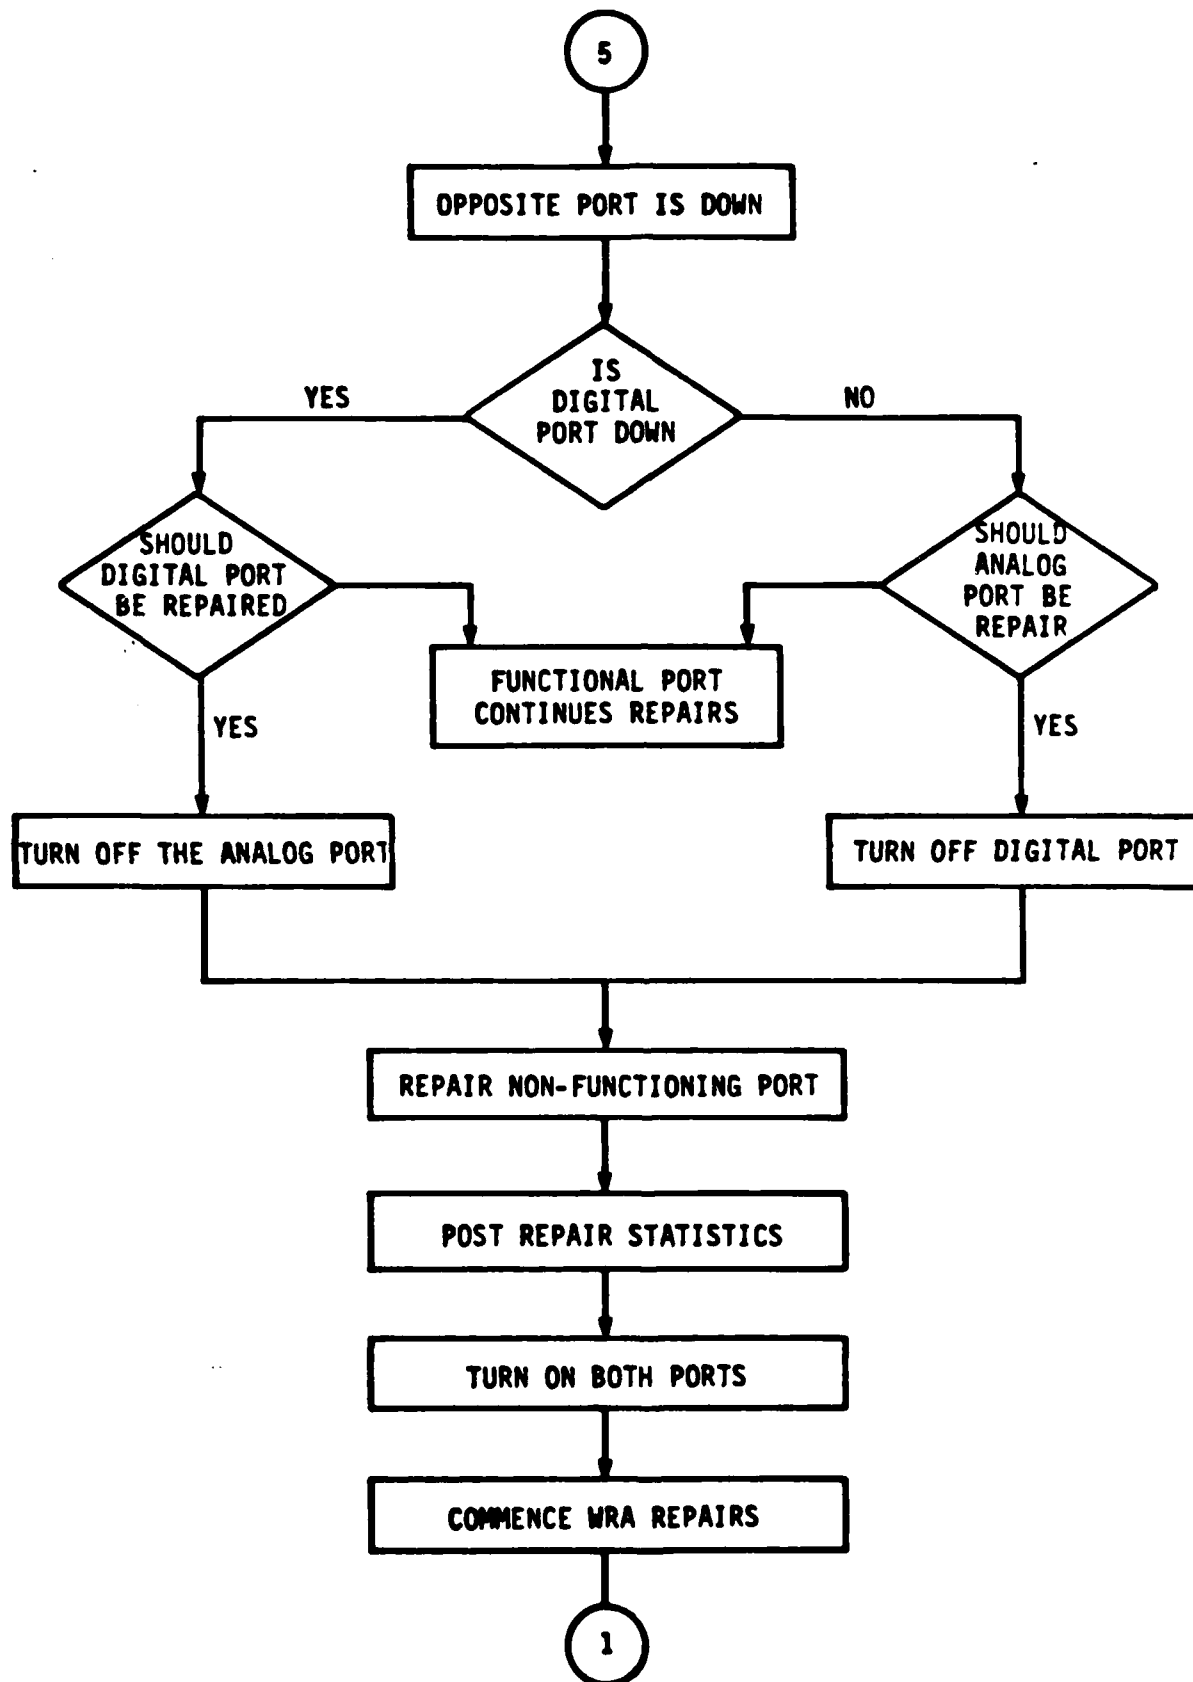 5
OPPOSITE PORT IS DOWN
IS
DIGITAL
PORT DOWN
YES
NO
SHOULD
DIGITAL PORT
BE REPAIRED
SHOULD
ANALOG
PORT BE
REPAIR
FUNCTIONAL PORT
CONTINUES REPAIRS
YES
YES
TURN OFF THE ANALOG PORT
TURN OFF DIGITAL PORT
REPAIR NON-FUNCTIONING PORT
POST REPAIR STATISTICS
TURN ON BOTH PORTS
COMMENCE WRA REPAIRS
1